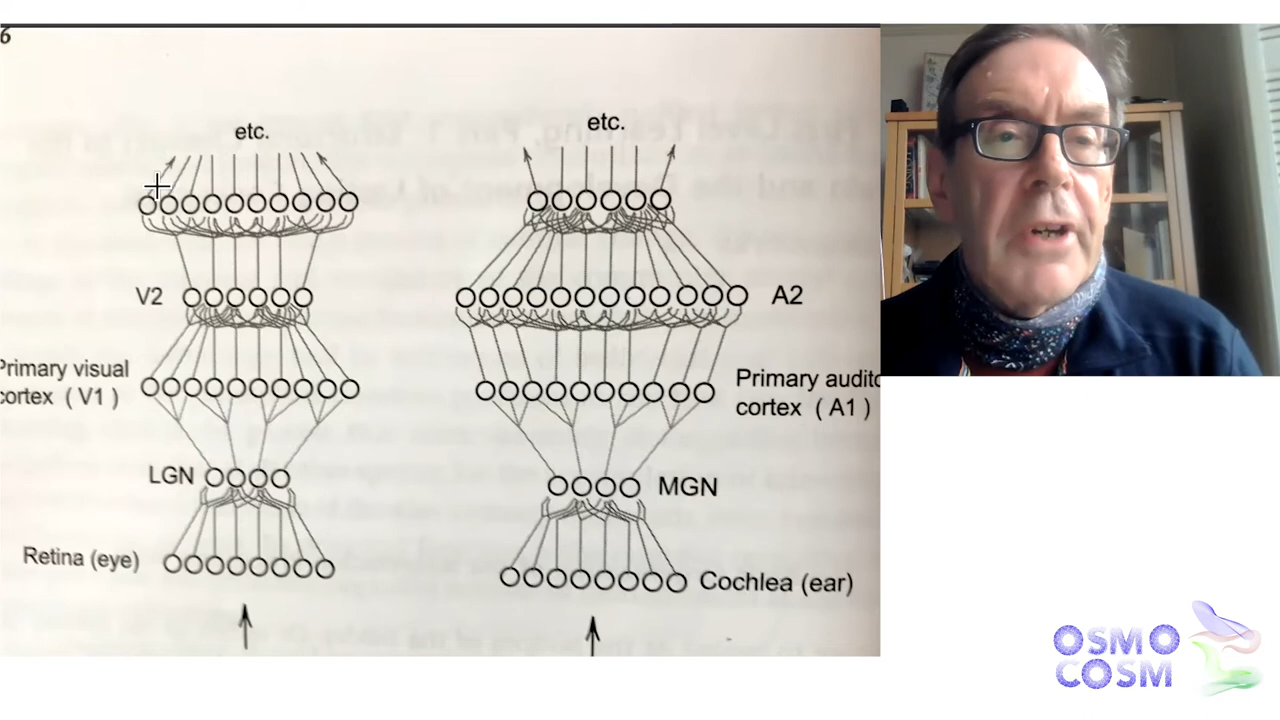 6
etc.
etc.
V2
A2
Primary visual
cortex ( V1 )
Primary audito
cortex ( A1 )
LGN
MGN
Retina (eye)
Cochlea (ear)
OSMO
COSM